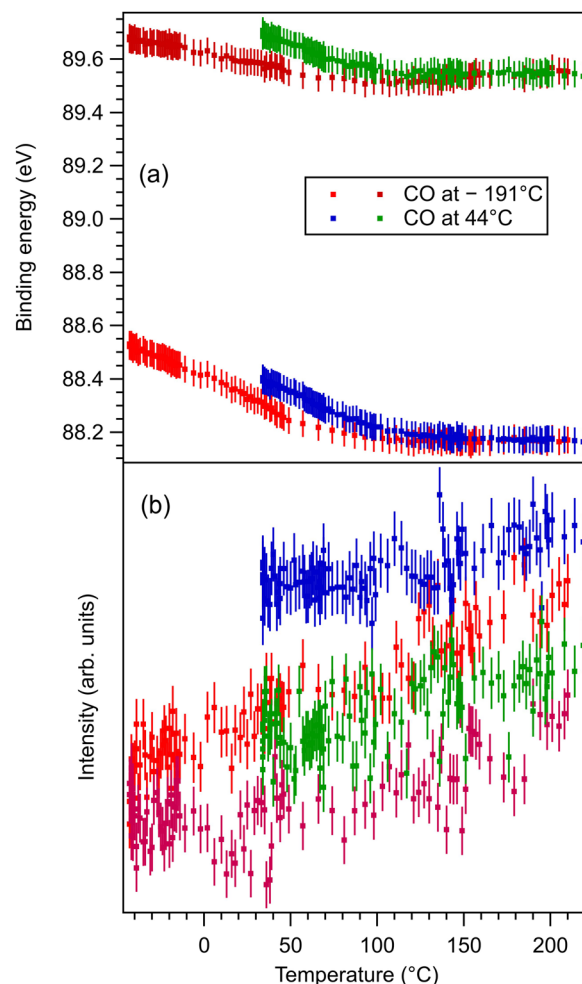 89.6
89.4
89.2
89.0
88.8
88.6
88.4
88.2
Binding energy (eV)
(a)
CO at – 191°C
CO at 44°C
(b)
Intensity (arb. units)
0
50
100
150
200
Temperature (°C)